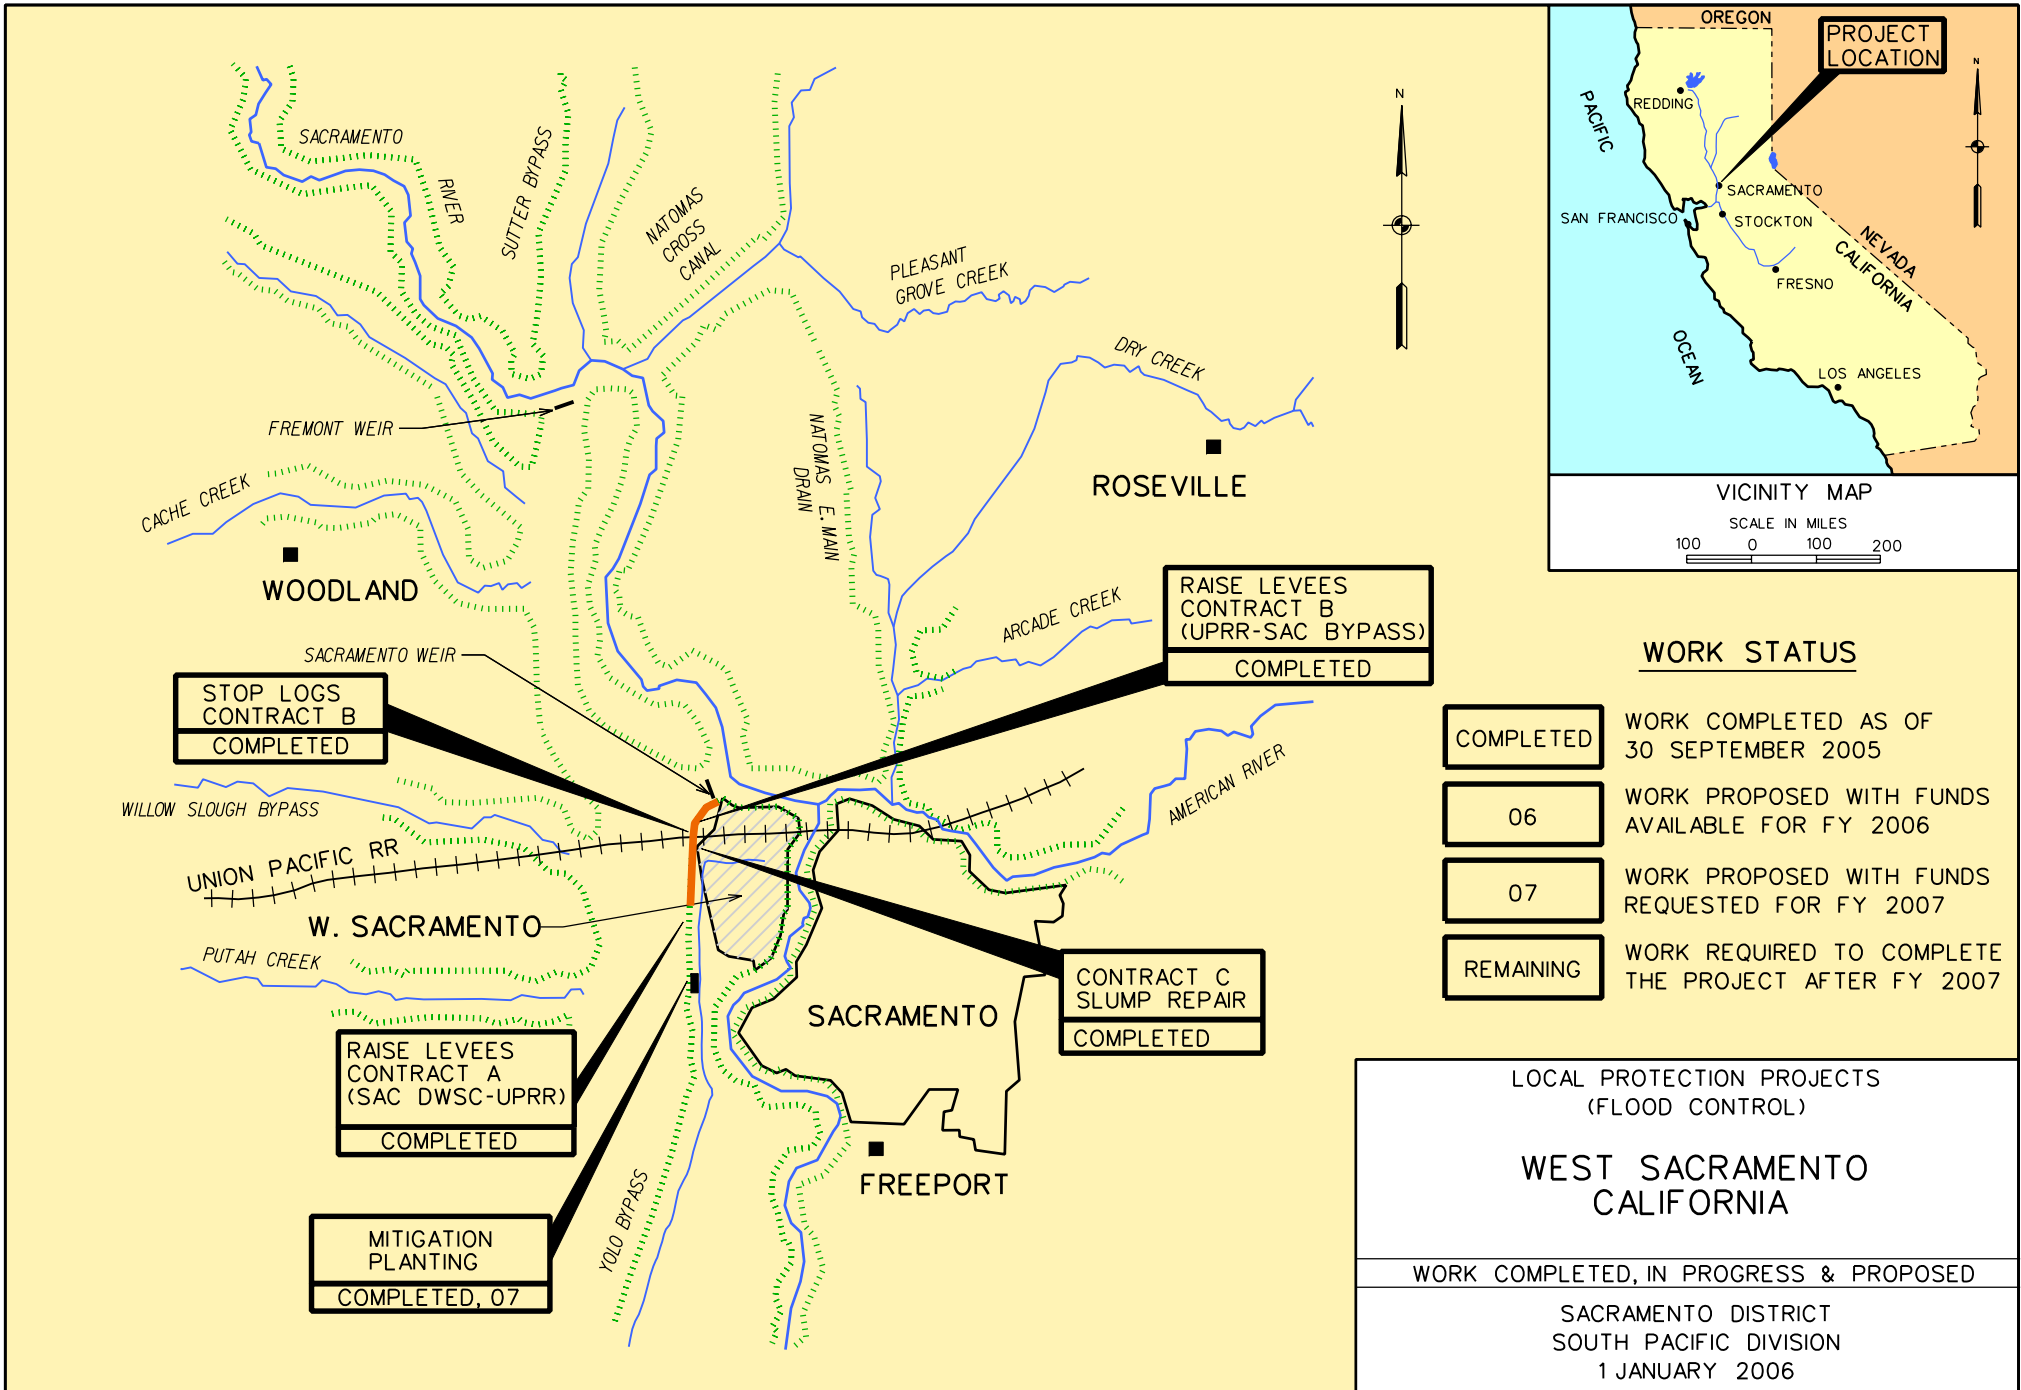 SACRAMENTO
RIVER
SUTTER BYPASS
NATOMAS
CROSS
CANAL
PLEASANT
GROVE CREEK
N
DRY CREEK
FREMONT WEIR
NATOMAS E. MAIN
DRAIN
ROSEVILLE
CACHE CREEK
WOODLAND
ARCADE CREEK
SACRAMENTO WEIR
RAISE LEVEES
CONTRACT B
(UPRR-SAC BYPASS)
COMPLETED
STOP LOGS
CONTRACT B
COMPLETED
WILLOW SLOUGH BYPASS
AMERICAN RIVER
UNION PACIFIC RR
W. SACRAMENTO
PUTAH CREEK
CONTRACT C
SLUMP REPAIR
COMPLETED
SACRAMENTO
RAISE LEVEES
CONTRACT A
(SAC DWSC-UPRR)
COMPLETED
FREEPORT
YOLO BYPASS
MITIGATION
PLANTING
COMPLETED, 07
OREGON
PROJECT
LOCATION
N
PACIFIC
OCEAN
REDDING
SACRAMENTO
SAN FRANCISCO
STOCKTON
NEVADA
CALIFORNIA
FRESNO
LOS ANGELES
VICINITY MAP
SCALE IN MILES
100 0 100 200
WORK STATUS
COMPLETED
WORK COMPLETED AS OF
30 SEPTEMBER 2005
06
WORK PROPOSED WITH FUNDS
AVAILABLE FOR FY 2006
07
WORK PROPOSED WITH FUNDS
REQUESTED FOR FY 2007
REMAINING
WORK REQUIRED TO COMPLETE
THE PROJECT AFTER FY 2007
LOCAL PROTECTION PROJECTS
(FLOOD CONTROL)
WEST SACRAMENTO
CALIFORNIA
WORK COMPLETED, IN PROGRESS & PROPOSED
SACRAMENTO DISTRICT
SOUTH PACIFIC DIVISION
1 JANUARY 2006